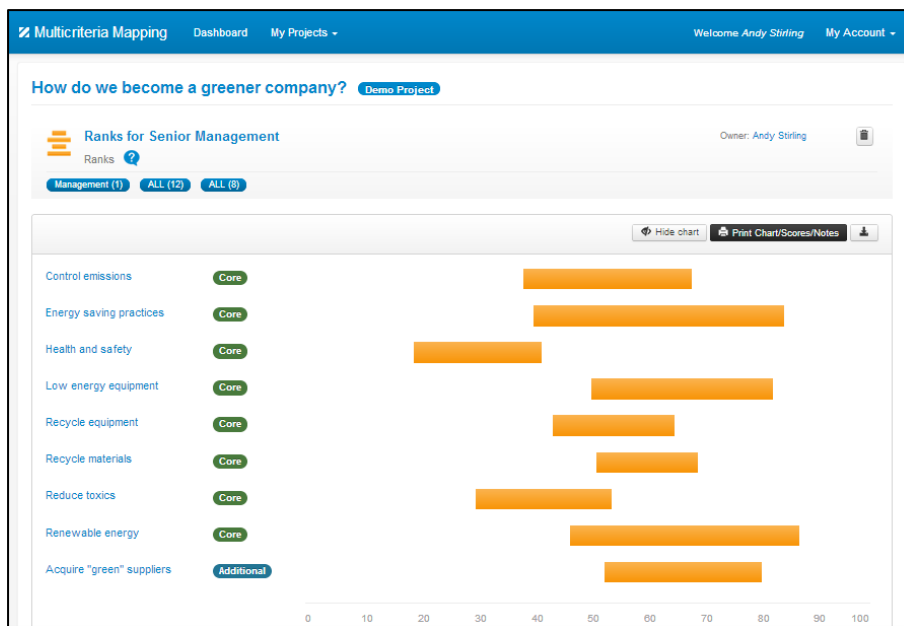 Multicriteria Mapping Dashboard My Projects Welcome Andy Stirling My Account
How do we become a greener company? Demo Project
Ranks for Senior Management Owner: Andy Stirling
Ranks ?
Management (1) ALL (12) ALL (8)
Hide chart Print Chart/Scores/Notes
Control emissions Core
Energy saving practices Core
Health and safety Core
Low energy equipment Core
Recycle equipment Core
Recycle materials Core
Reduce toxics Core
Renewable energy Core
Acquire "green" suppliers Additional
0 10 20 30 40 50 60 70 80 90 100